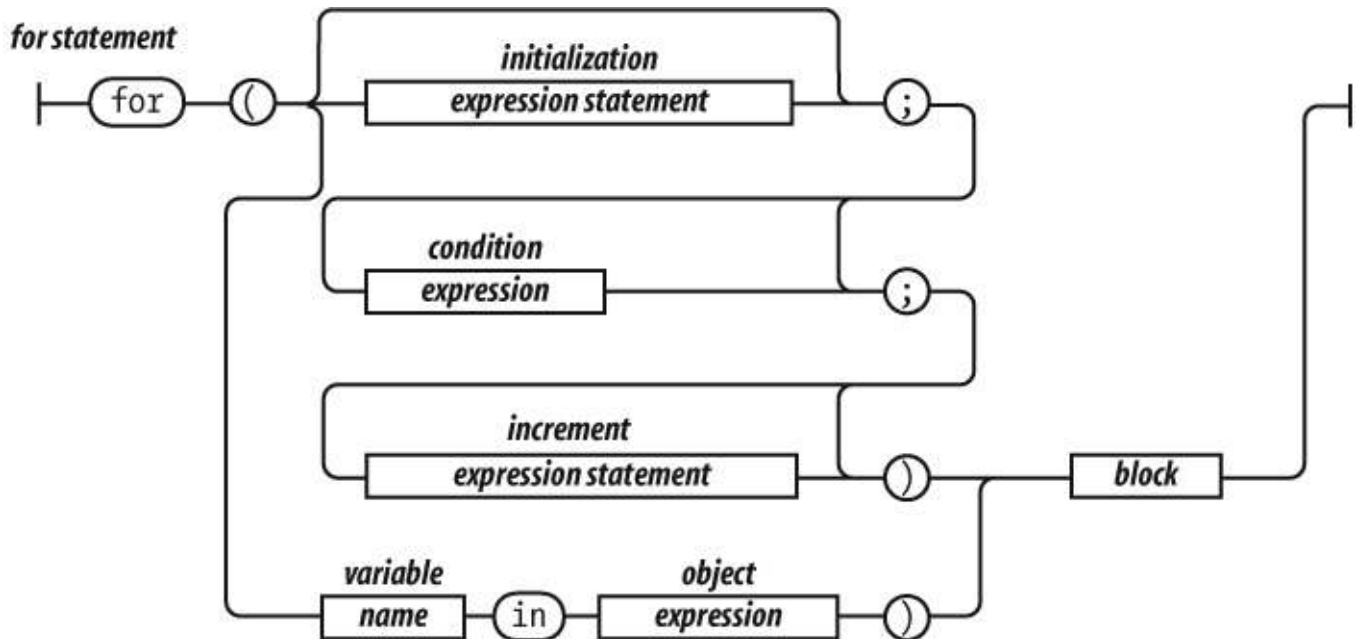 for statement
initialization
for ( expression statement ;
condition
expression ;
increment
expression statement ) block
variable object
name in expression )